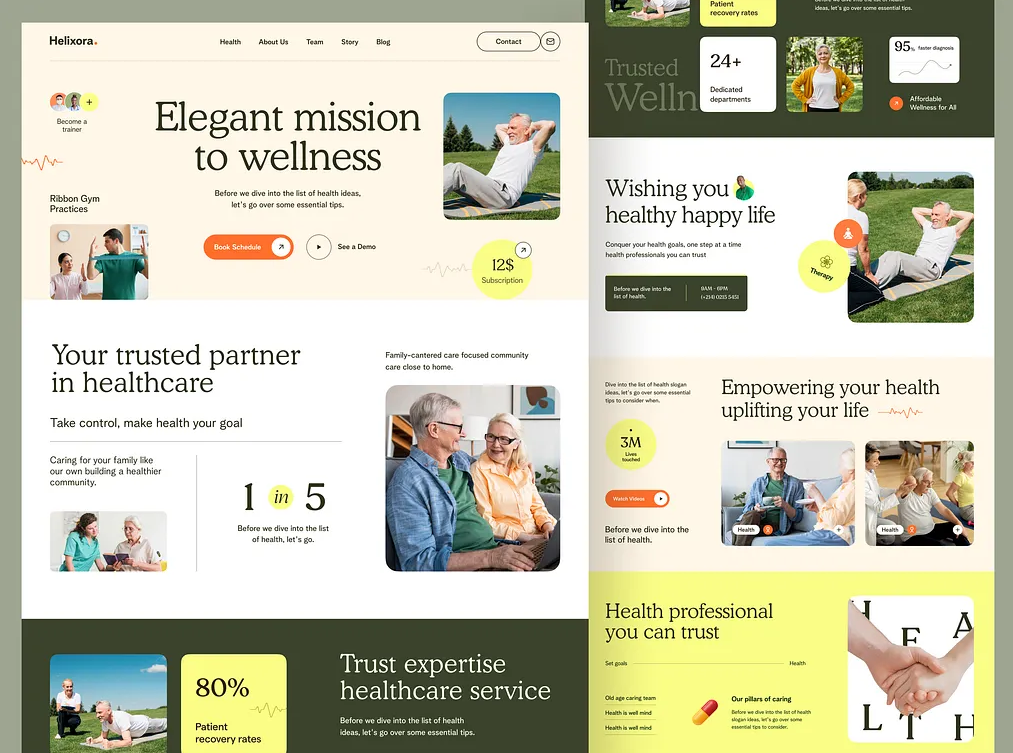 Helixora.
Health
About Us
Team
Story
Blog
Contact
+
Become a
trainer
Elegant mission
to wellness
Before we dive into the list of health ideas,
let's go over some essential tips.
Book Schedule
See a Demo
Ribbon Gym
Practices
12$
Subscription
Your trusted partner
in healthcare
Take control, make health your goal
Caring for your family like
our own building a healthier
community.
1 in 5
Before we dive into the list
of health, let's go.
Family-cantered care focused community
care close to home.
80%
Patient
recovery rates
Trust expertise
healthcare service
Before we dive into the list of health
ideas, let's go over some essential tips.
Patient
recovery rates
ideas, let's go over some essential tips.
Trusted
Welln
24+
Dedicated
departments
95% faster diagnosis
Affordable
Wellness for All
Wishing you
healthy happy life
Conquer your health goals, one step at a time
health professionals you can trust
Before we dive into the
list of health.
9AM - 6PM
(+214) 0215 5451
Therapy
Dive into the list of health slogan
ideas, let's go over some essential
tips to consider when.
3M
Lives
touched
Watch Videos
Before we dive into the
list of health.
Empowering your health
uplifting your life
Health
+
Health
+
Health professional
you can trust
Set goals
Health
Old age caring team
Health is well mind
Health is well mind
Our pillars of caring
Before we dive into the list of health
slogan ideas, let's go over some
essential tips to consider.
H E A
L T H